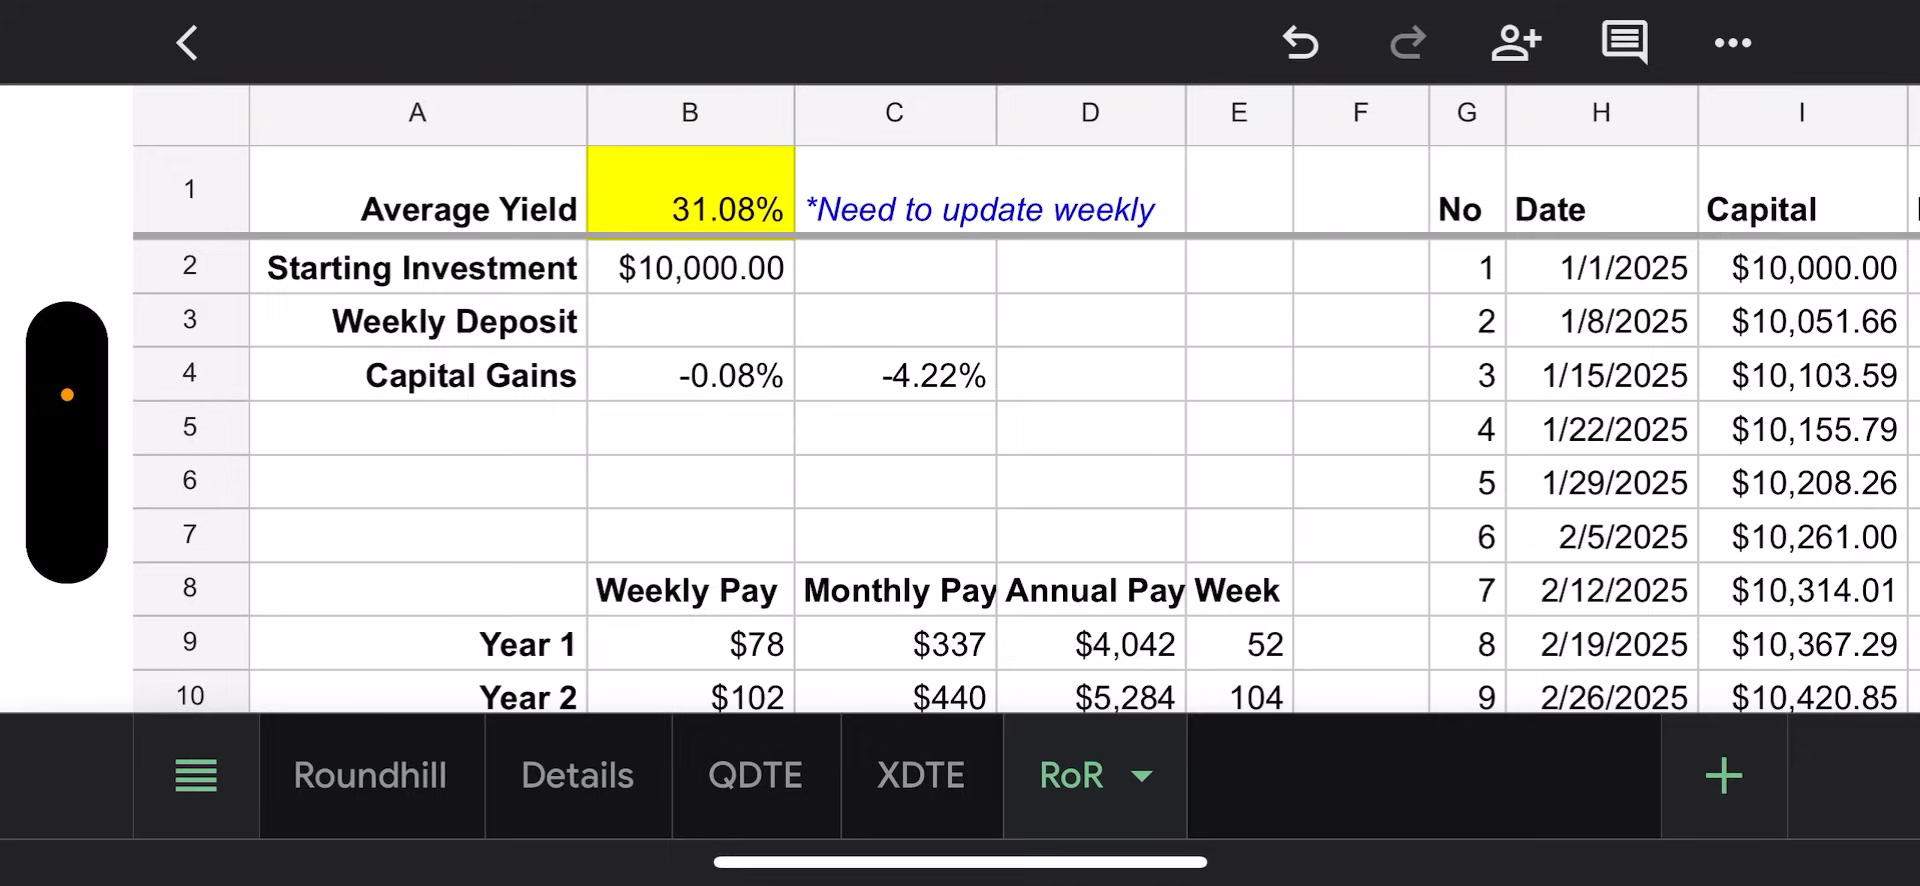 A B C D E F G H I
1 Average Yield 31.08% *Need to update weekly No Date Capital
2 Starting Investment $10,000.00 1 1/1/2025 $10,000.00
3 Weekly Deposit 2 1/8/2025 $10,051.66
4 Capital Gains -0.08% -4.22% 3 1/15/2025 $10,103.59
5 4 1/22/2025 $10,155.79
6 5 1/29/2025 $10,208.26
7 6 2/5/2025 $10,261.00
8 Weekly Pay Monthly Pay Annual Pay Week 7 2/12/2025 $10,314.01
9 Year 1 $78 $337 $4,042 52 8 2/19/2025 $10,367.29
10 Year 2 $102 $440 $5,284 104 9 2/26/2025 $10,420.85
Roundhill Details QDTE XDTE RoR